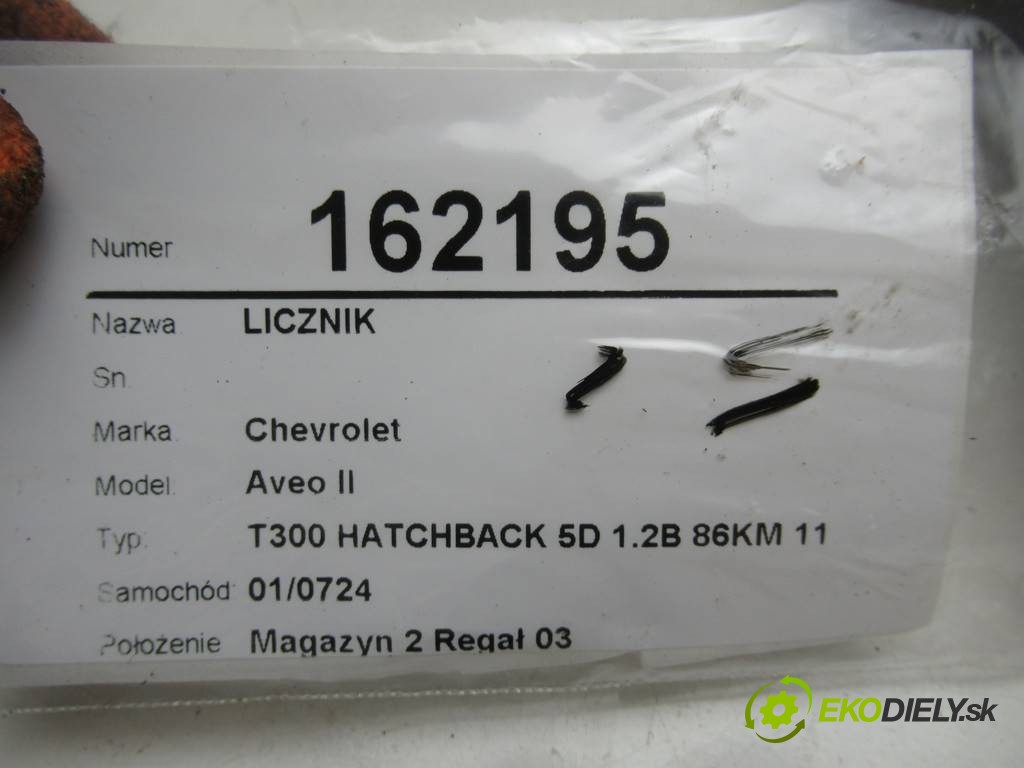 Numer 162195
Nazwa LICZNIK
Sn
Marka Chevrolet
Model Aveo II
Typ: T300 HATCHBACK 5D 1.2B 86KM 11
Samochód 01/0724
Położenie Magazyn 2 Regał 03
EKODIELY.sk